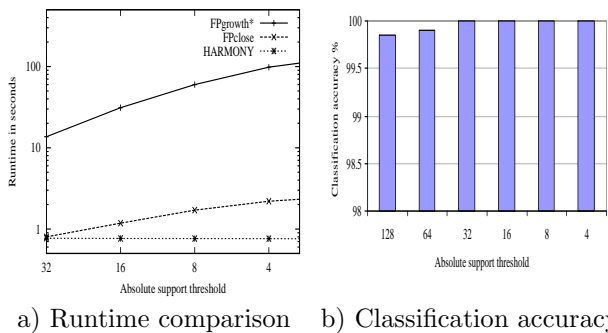 FPgrowth*
FPclose
HARMONY
Runtime in seconds
100
10
1
32
16
8
4
Absolute support threshold
a) Runtime comparison
Classification accuracy %
100
99.5
99
98.5
98
128
64
32
16
8
4
Absolute support threshold
b) Classification accuracy